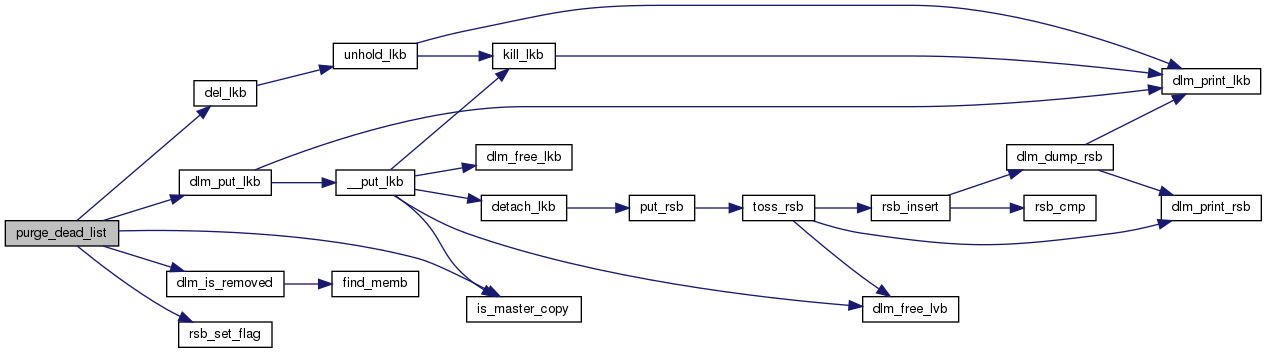 unhold_lkb
kill_lkb
dlm_print_lkb
del_lkb
dlm_free_lkb
dlm_dump_rsb
dlm_put_lkb
__put_lkb
detach_lkb
put_rsb
toss_rsb
rsb_insert
rsb_cmp
dlm_print_rsb
purge_dead_list
dlm_is_removed
find_memb
is_master_copy
dlm_free_lvb
rsb_set_flag